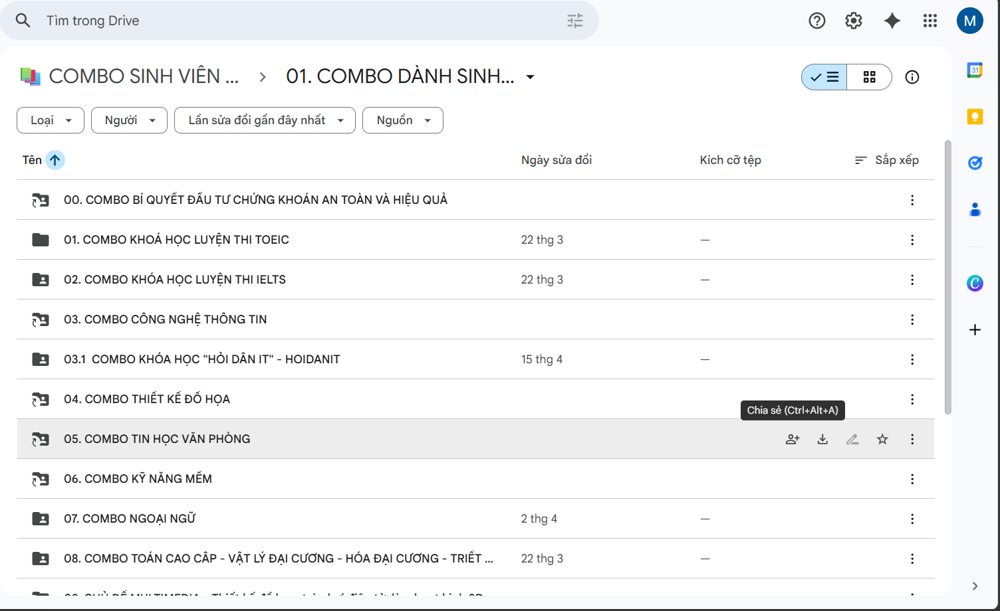 Tìm trong Drive
M
COMBO SINH VIÊN ... > 01. COMBO DÀNH SINH...
31
Loại
Người
Lần sửa đổi gần đây nhất
Nguồn
Tên
Ngày sửa đổi
Kích cỡ tệp
Sắp xếp
00. COMBO BÍ QUYẾT ĐẦU TƯ CHỨNG KHOÁN AN TOÀN VÀ HIỆU QUẢ
01. COMBO KHOÁ HỌC LUYỆN THI TOEIC 22 thg 3 —
02. COMBO KHÓA HỌC LUYỆN THI IELTS 22 thg 3 —
03. COMBO CÔNG NGHỆ THÔNG TIN
03.1 COMBO KHÓA HỌC "HỎI DÂN IT" - HOIDANIT 15 thg 4 —
04. COMBO THIẾT KẾ ĐỒ HỌA
Chia sẻ (Ctrl+Alt+A)
05. COMBO TIN HỌC VĂN PHÒNG
06. COMBO KỸ NĂNG MỀM
07. COMBO NGOẠI NGỮ 2 thg 4 —
08. COMBO TOÁN CAO CẤP - VẬT LÝ ĐẠI CƯƠNG - HÓA ĐẠI CƯƠNG - TRIẾT ... 22 thg 3 —